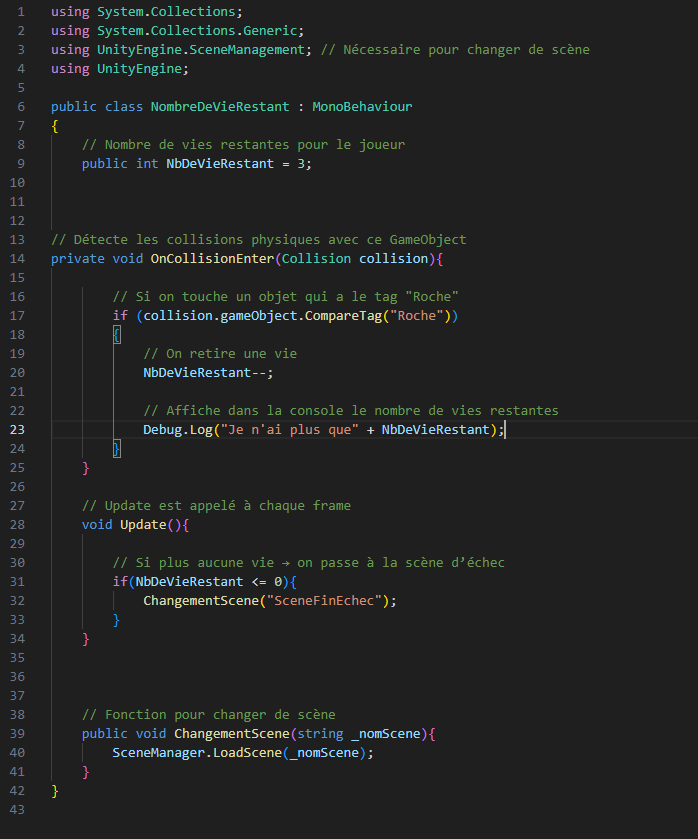 1 using System.Collections;
2 using System.Collections.Generic;
3 using UnityEngine.SceneManagement; // Nécessaire pour changer de scène
4 using UnityEngine;
5
6 public class NombreDeVieRestant : MonoBehaviour
7 {
8 // Nombre de vies restantes pour le joueur
9 public int NbDeVieRestant = 3;
10
11
12
13 // Détecte les collisions physiques avec ce GameObject
14 private void OnCollisionEnter(Collision collision){
15
16 // Si on touche un objet qui a le tag "Roche"
17 if (collision.gameObject.CompareTag("Roche"))
18 {
19 // On retire une vie
20 NbDeVieRestant--;
21
22 // Affiche dans la console le nombre de vies restantes
23 Debug.Log("Je n'ai plus que" + NbDeVieRestant);
24 }
25 }
26
27 // Update est appelé à chaque frame
28 void Update(){
29
30 // Si plus aucune vie → on passe à la scène d’échec
31 if(NbDeVieRestant <= 0){
32 ChangementScene("SceneFinEchec");
33 }
34 }
35
36
37
38 // Fonction pour changer de scène
39 public void ChangementScene(string _nomScene){
40 SceneManager.LoadScene(_nomScene);
41 }
42 }
43